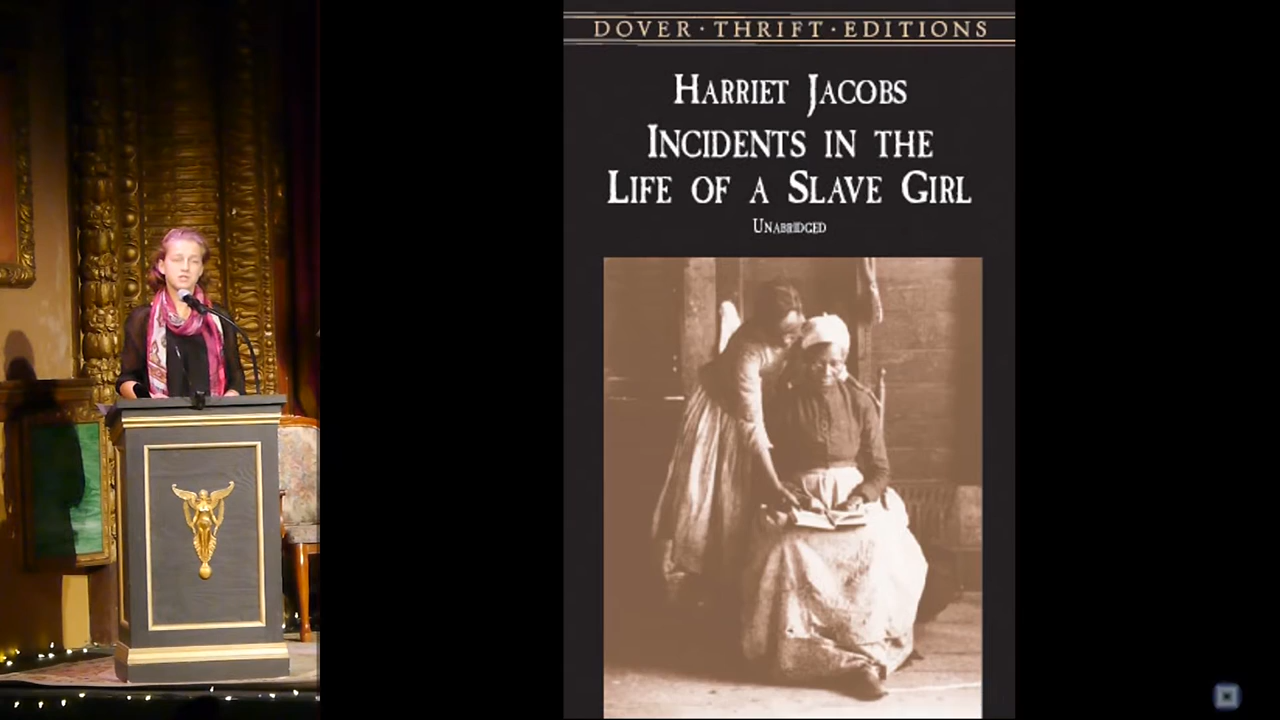 DOVER · THRIFT · EDITIONS
HARRIET JACOBS
INCIDENTS IN THE
LIFE OF A SLAVE GIRL
UNABRIDGED